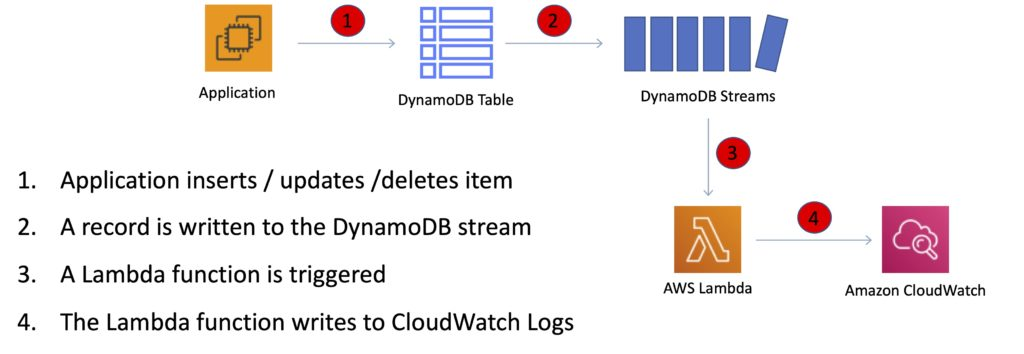 1
2
Application
DynamoDB Table
DynamoDB Streams
3
1. Application inserts / updates /deletes item
2. A record is written to the DynamoDB stream
4
3. A Lambda function is triggered
AWS Lambda
Amazon CloudWatch
4. The Lambda function writes to CloudWatch Logs